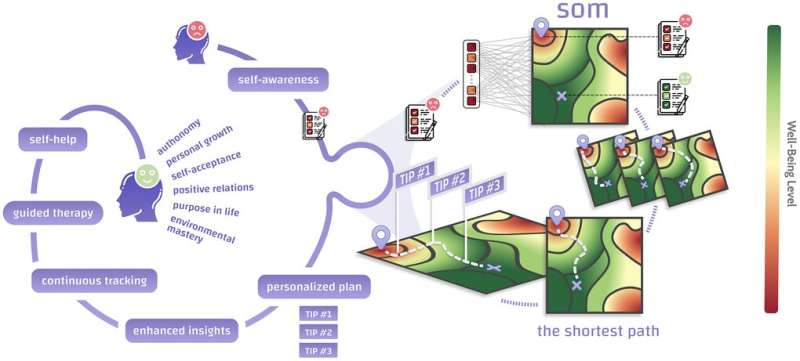 som
self-awareness
self-help
authonomy
personal growth
self-acceptance
positive relations
purpose in life
environmental
mastery
guided therapy
continuous tracking
enhanced insights
personalized plan
TIP #1
TIP #2
TIP #3
TIP #1
TIP #2
TIP #3
the shortest path
Well-Being Level